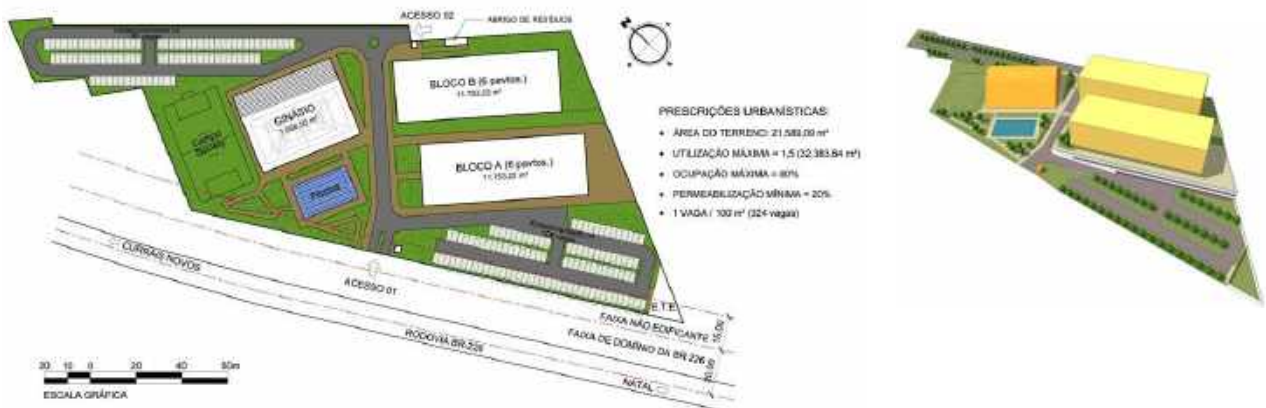 ACESSO 02
ABRIGO DE RESÍDUOS
BLOCO B (6 pavtos.)
GINÁSIO
BLOCO A (6 pavtos.)
Piscina
CURRAIS NOVOS
ACESSO 01
E.T.E.
FAIXA NÃO EDIFICANTE
FAIXA DE DOMÍNIO DA BR 226
RODOVIA BR-226
NATAL
15,00
PRESCRIÇÕES URBANÍSTICAS:
• ÁREA DO TERRENO: 21.589,09 m²
• UTILIZAÇÃO MÁXIMA = 1,5 (32.383,64 m²)
• OCUPAÇÃO MÁXIMA = 80%
• PERMEABILIZAÇÃO MÍNIMA = 20%
• 1 VAGA / 100 m² (324 vagas)
20 10 0 20 40 60m
ESCALA GRÁFICA